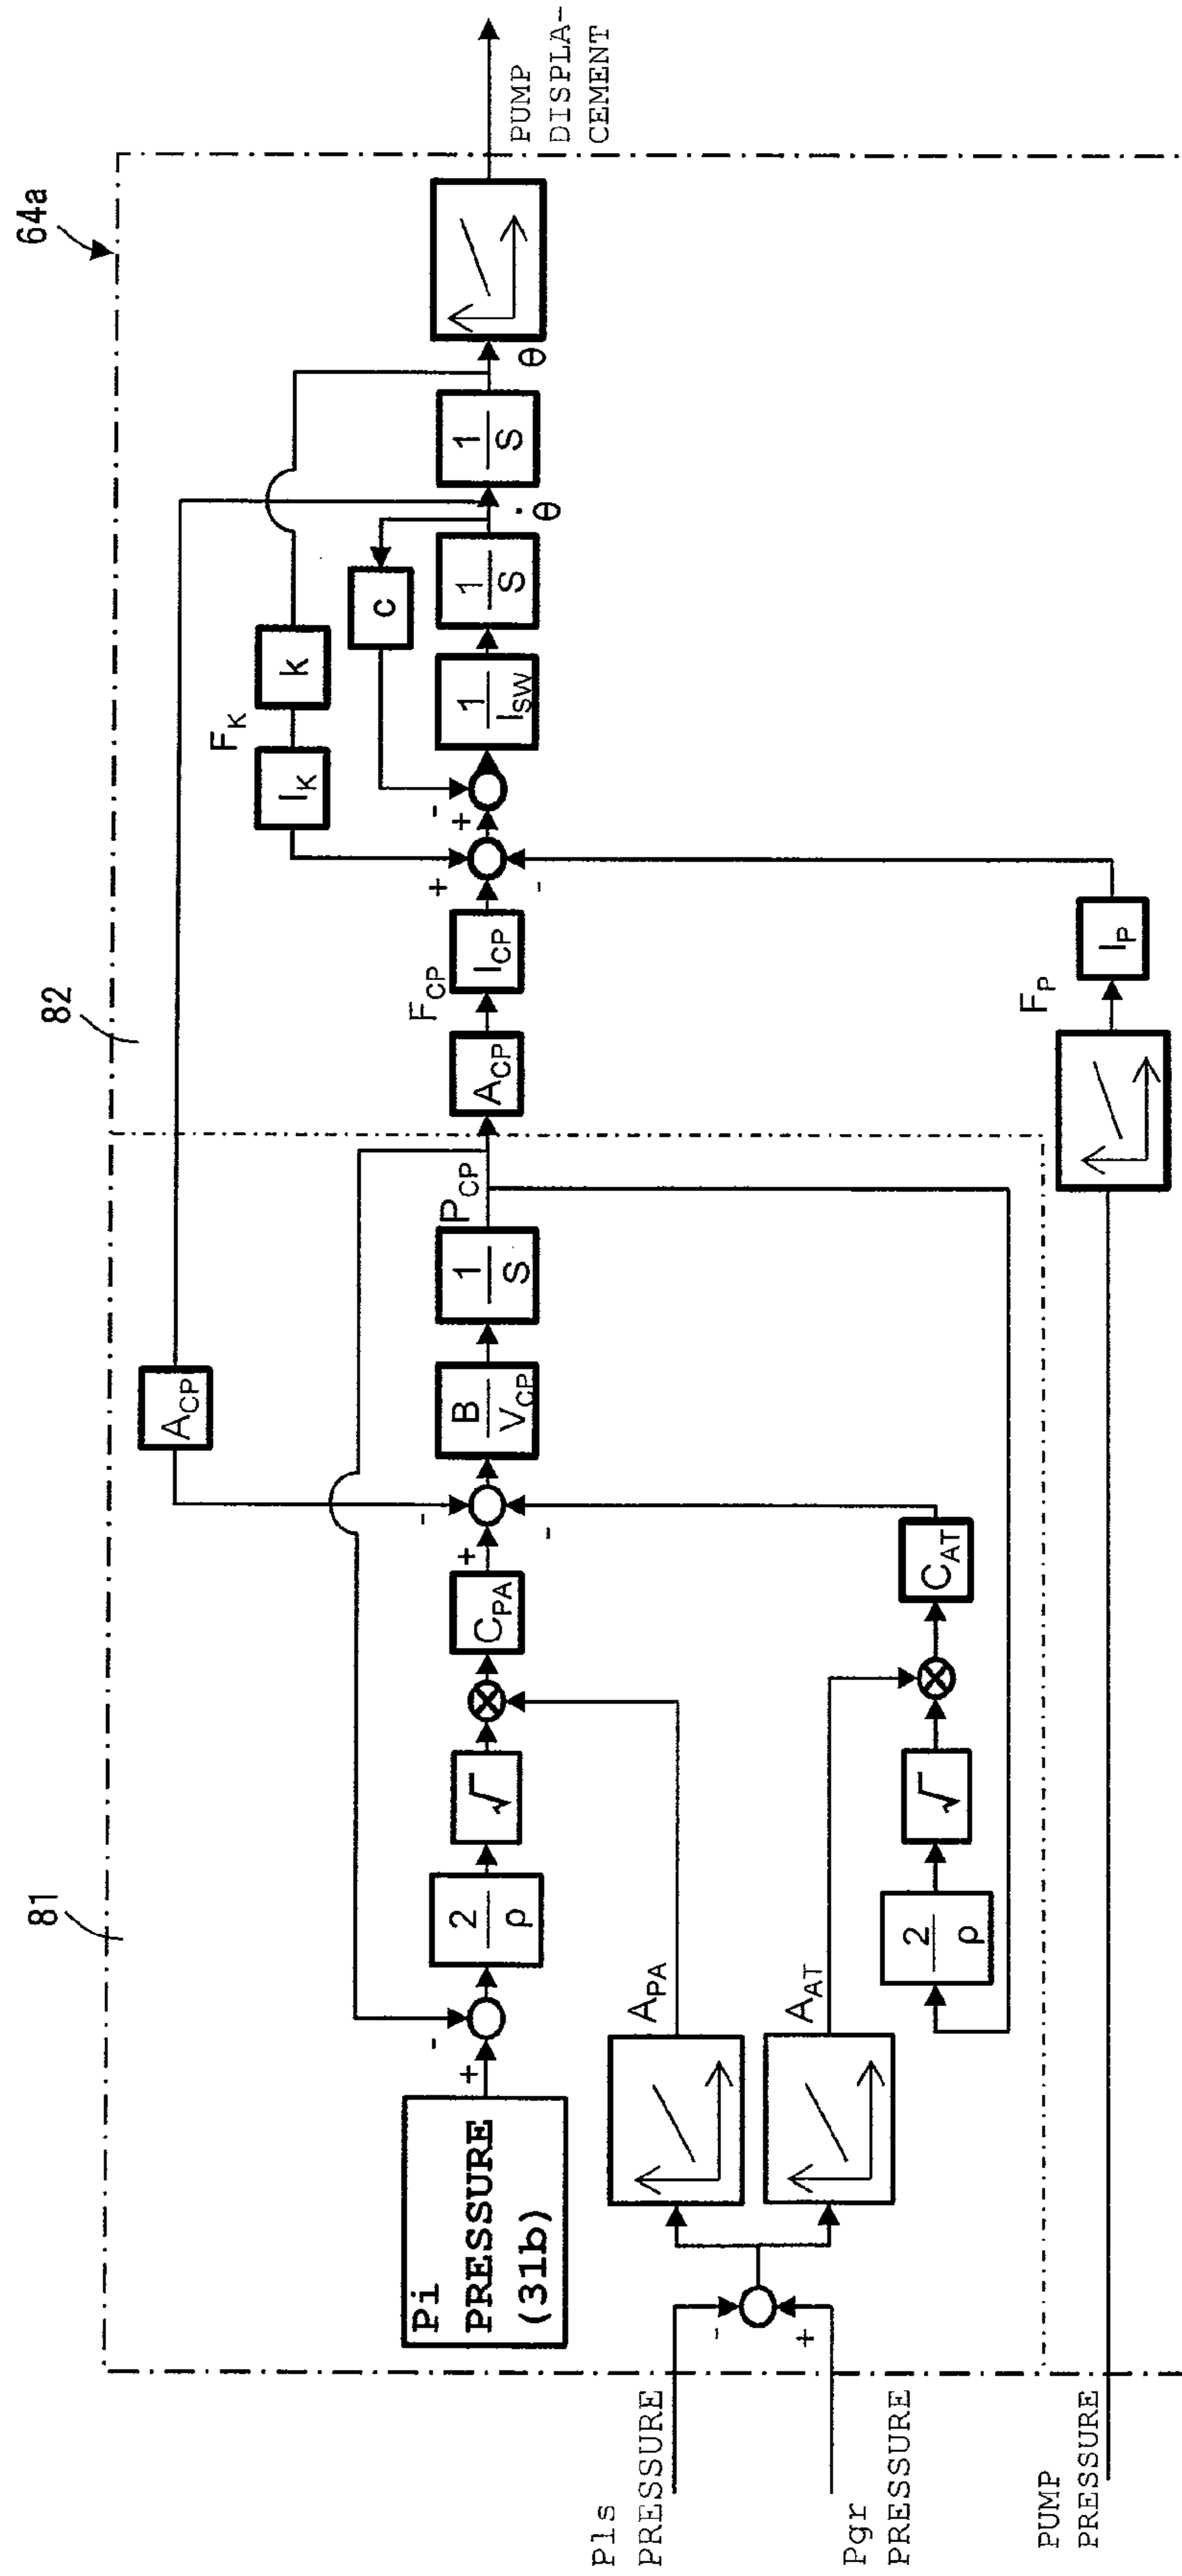 64a
82
81
Pi
PRESSURE
(31b)
+
-
2
ρ
√
C_PA
+
-
-
A_CP
B
V_CP
1
S
P_CP
A_CP
F_CP
I_CP
+
-
+
-
I_K
F_K
k
c
1
I_SW
1
S
θ̇
1
S
θ
PUMP
DISPLA-
CEMENT
Pls
PRESSURE
-
+
Pgr
PRESSURE
A_PA
A_AT
2
ρ
√
C_AT
PUMP
PRESSURE
F_P
I_P